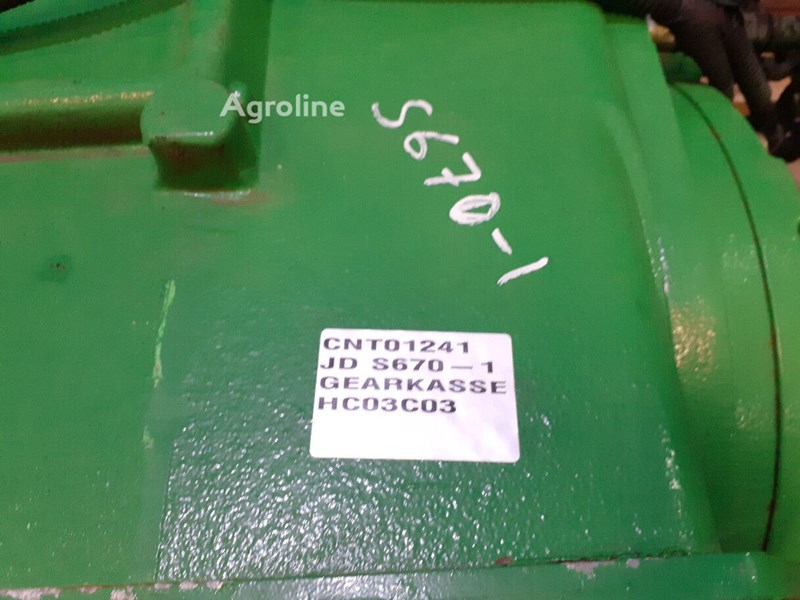 Agroline
S670-1
CNT01241
JD S670-1
GEARKASSE
HC03C03